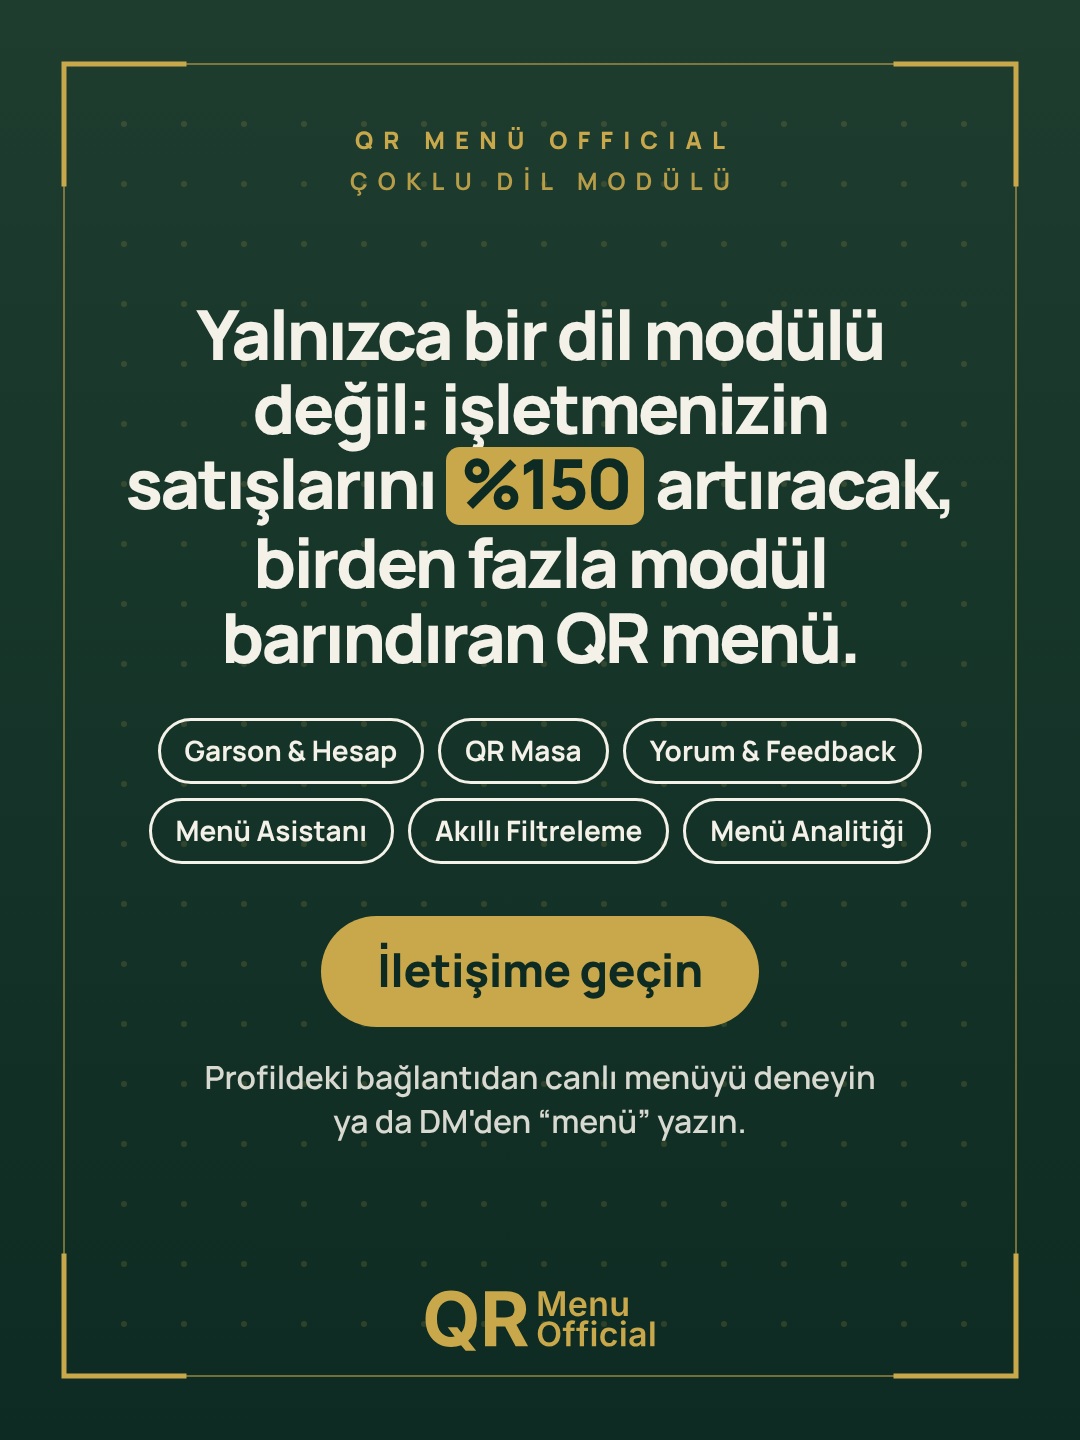 QR MENÜ OFFICIAL
ÇOKLU DİL MODÜLÜ
Yalnızca bir dil modülü
değil: işletmenizin
satışlarını %150 artıracak,
birden fazla modül
barındıran QR menü.
Garson & Hesap QR Masa Yorum & Feedback
Menü Asistanı Akıllı Filtreleme Menü Analitiği
İletişime geçin
Profildeki bağlantıdan canlı menüyü deneyin
ya da DM'den “menü” yazın.
QR Menu
Official